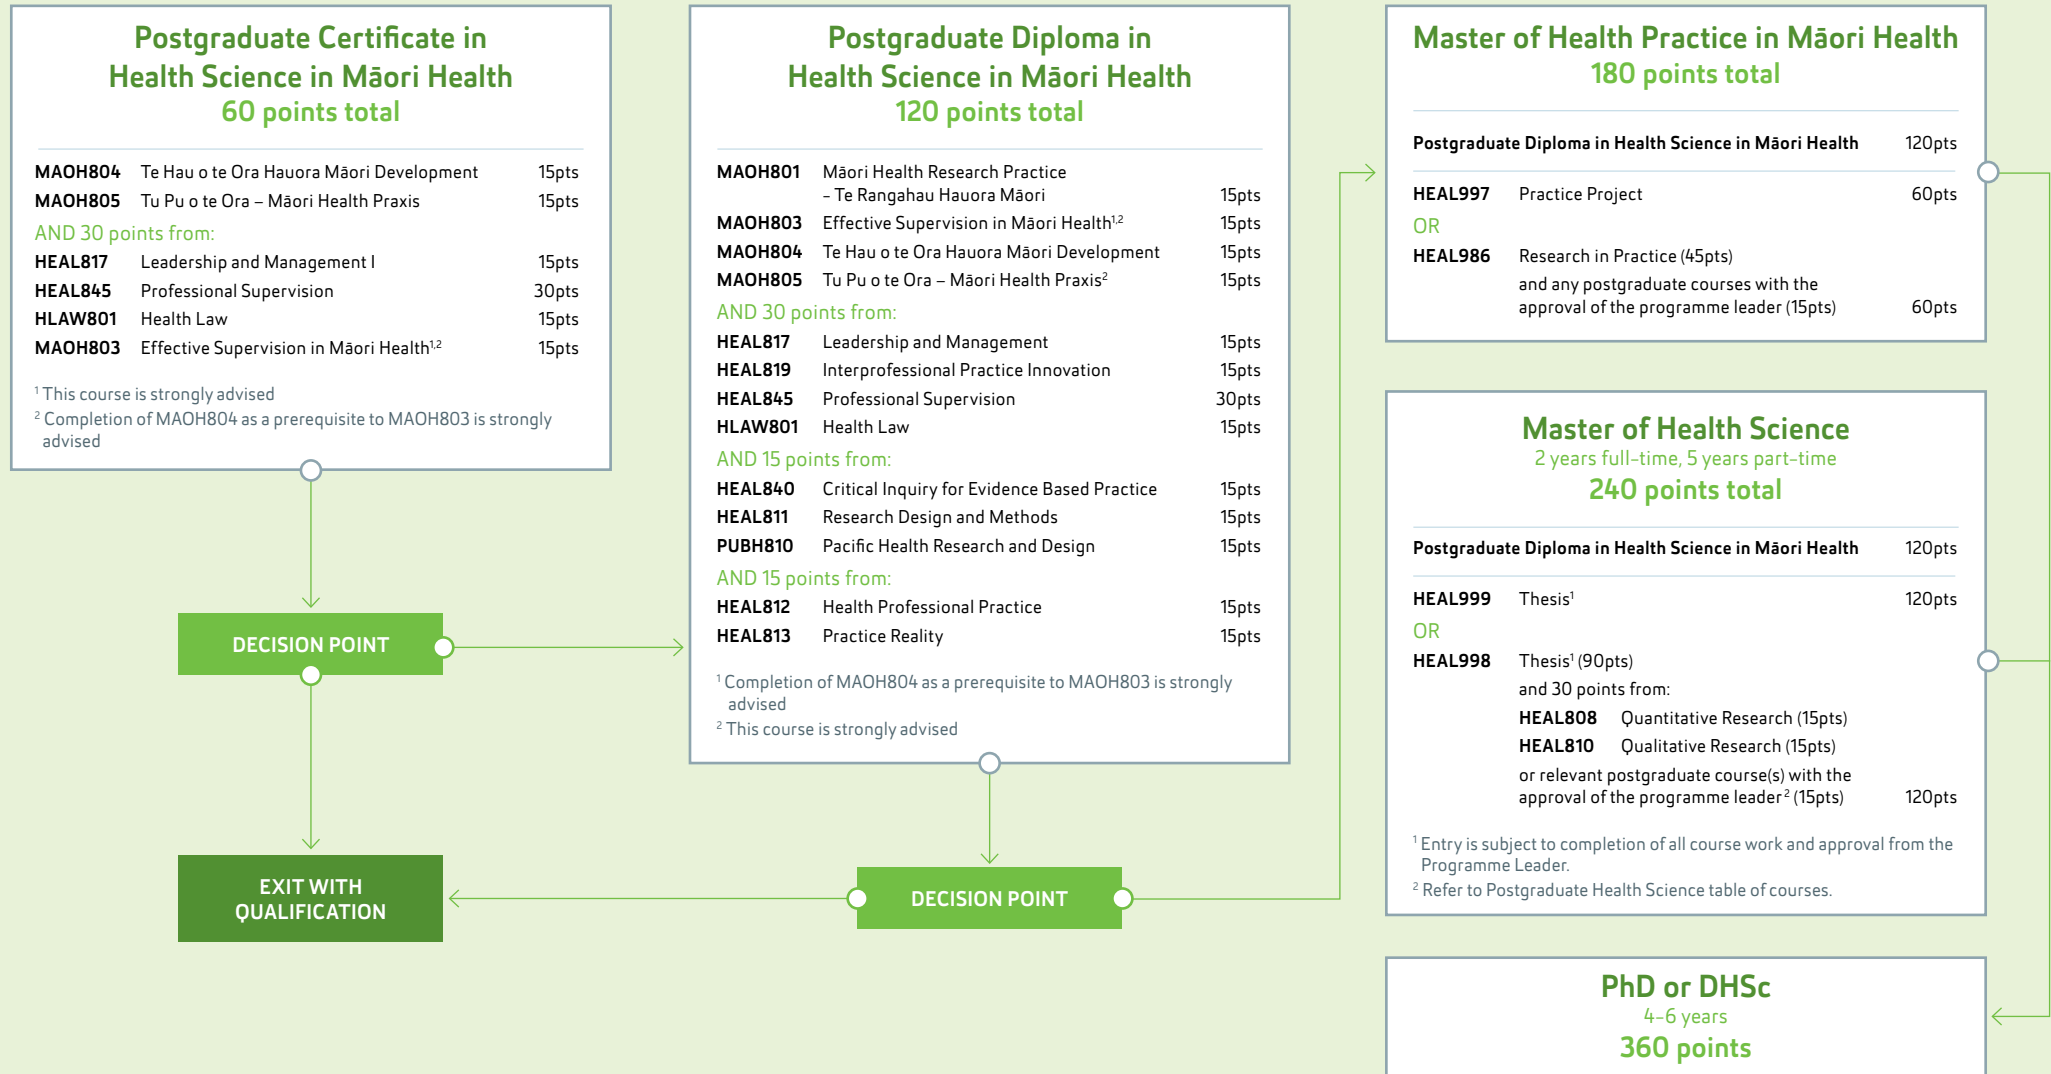 Postgraduate Certificate in
Health Science in Māori Health
60 points total
MAOH804 Te Hau o te Ora Hauora Māori Development 15pts
MAOH805 Tu Pu o te Ora – Māori Health Praxis 15pts
AND 30 points from:
HEAL817 Leadership and Management I 15pts
HEAL845 Professional Supervision 30pts
HLAW801 Health Law 15pts
MAOH803 Effective Supervision in Māori Health1,2 15pts
1 This course is strongly advised
2 Completion of MAOH804 as a prerequisite to MAOH803 is strongly
advised
DECISION POINT
EXIT WITH
QUALIFICATION
Postgraduate Diploma in
Health Science in Māori Health
120 points total
MAOH801 Māori Health Research Practice
– Te Rangahau Hauora Māori 15pts
MAOH803 Effective Supervision in Māori Health1,2 15pts
MAOH804 Te Hau o te Ora Hauora Māori Development 15pts
MAOH805 Tu Pu o te Ora – Māori Health Praxis2 15pts
AND 30 points from:
HEAL817 Leadership and Management 15pts
HEAL819 Interprofessional Practice Innovation 15pts
HEAL845 Professional Supervision 30pts
HLAW801 Health Law 15pts
AND 15 points from:
HEAL840 Critical Inquiry for Evidence Based Practice 15pts
HEAL811 Research Design and Methods 15pts
PUBH810 Pacific Health Research and Design 15pts
AND 15 points from:
HEAL812 Health Professional Practice 15pts
HEAL813 Practice Reality 15pts
1 Completion of MAOH804 as a prerequisite to MAOH803 is strongly
advised
2 This course is strongly advised
DECISION POINT
Master of Health Practice in Māori Health
180 points total
Postgraduate Diploma in Health Science in Māori Health 120pts
HEAL997 Practice Project 60pts
OR
HEAL986 Research in Practice (45pts)
and any postgraduate courses with the
approval of the programme leader (15pts) 60pts
Master of Health Science
2 years full-time, 5 years part-time
240 points total
Postgraduate Diploma in Health Science in Māori Health 120pts
HEAL999 Thesis1 120pts
OR
HEAL998 Thesis1 (90pts)
and 30 points from:
HEAL808 Quantitative Research (15pts)
HEAL810 Qualitative Research (15pts)
or relevant postgraduate course(s) with the
approval of the programme leader2 (15pts) 120pts
1 Entry is subject to completion of all course work and approval from the
Programme Leader.
2 Refer to Postgraduate Health Science table of courses.
PhD or DHSc
4-6 years
360 points